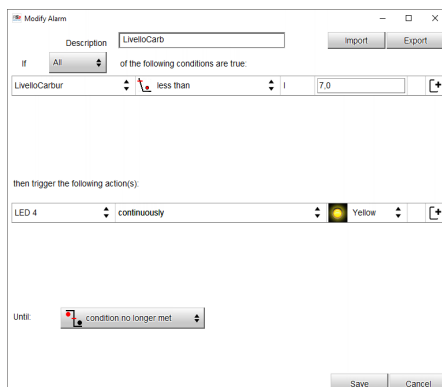 Modify Alarm
Description LivelloCarb Import Export
If All of the following conditions are true:
LivelloCarbur less than l 7,0
then trigger the following action(s):
LED 4 continuously Yellow
Until: condition no longer met
Save Cancel